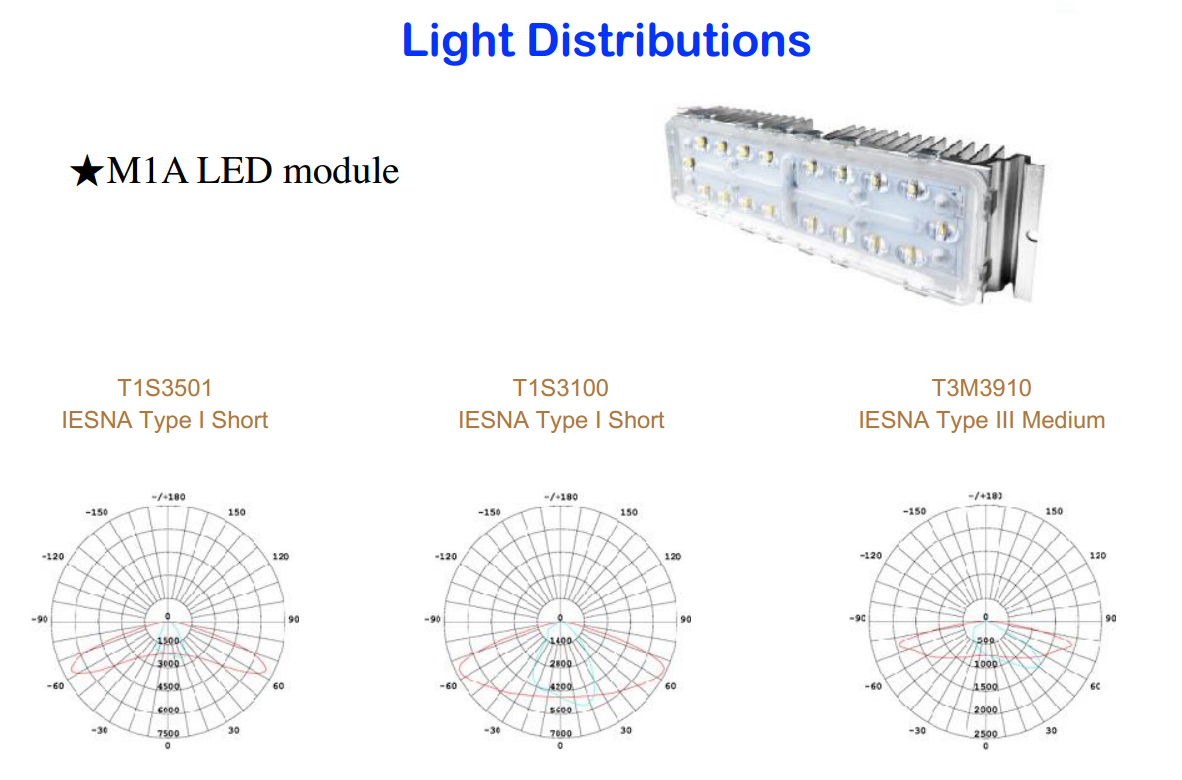 Light Distributions
★M1A LED module
T1S3501
IESNA Type I Short
T1S3100
IESNA Type I Short
T3M3910
IESNA Type III Medium
-/+180
-150 150
-120 120
-90 0 90
1500
3000
-60 4500 60
6000
-30 7500 30
0
-/+180
-150 150
-120 120
-90 0 90
1400
2800
-60 4200 60
5600
-30 7000 30
0
-/+180
-150 150
-120 120
-90 0 90
500
1000
-60 1500 60
2000
-30 2500 30
0